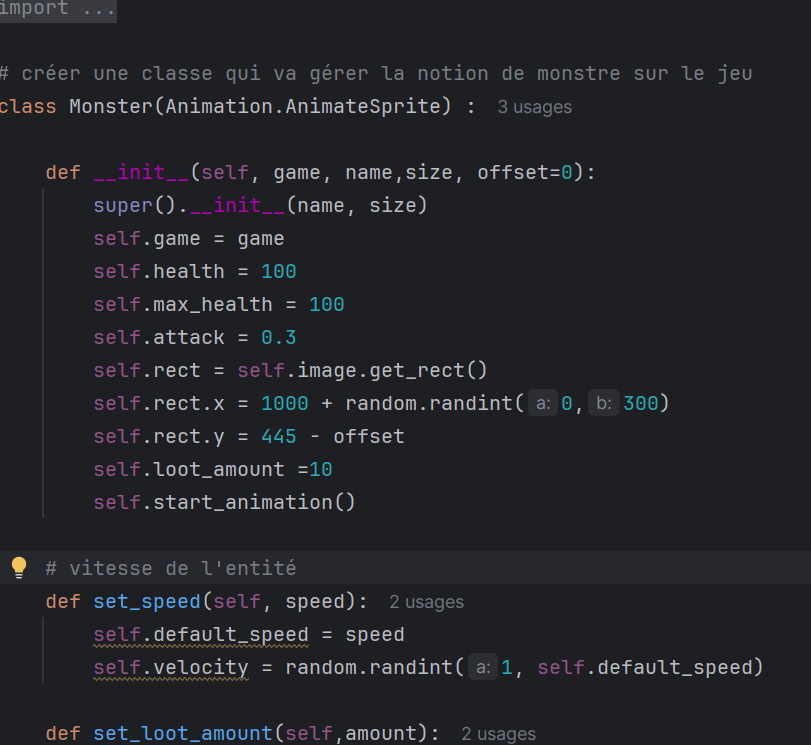 import ...
# créer une classe qui va gérer la notion de monstre sur le jeu
class Monster(Animation.AnimateSprite) : 3 usages
def __init__(self, game, name,size, offset=0):
super().__init__(name, size)
self.game = game
self.health = 100
self.max_health = 100
self.attack = 0.3
self.rect = self.image.get_rect()
self.rect.x = 1000 + random.randint( a: 0, b: 300)
self.rect.y = 445 - offset
self.loot_amount =10
self.start_animation()
# vitesse de l'entité
def set_speed(self, speed): 2 usages
self.default_speed = speed
self.velocity = random.randint( a: 1, self.default_speed)
def set_loot_amount(self,amount): 2 usages